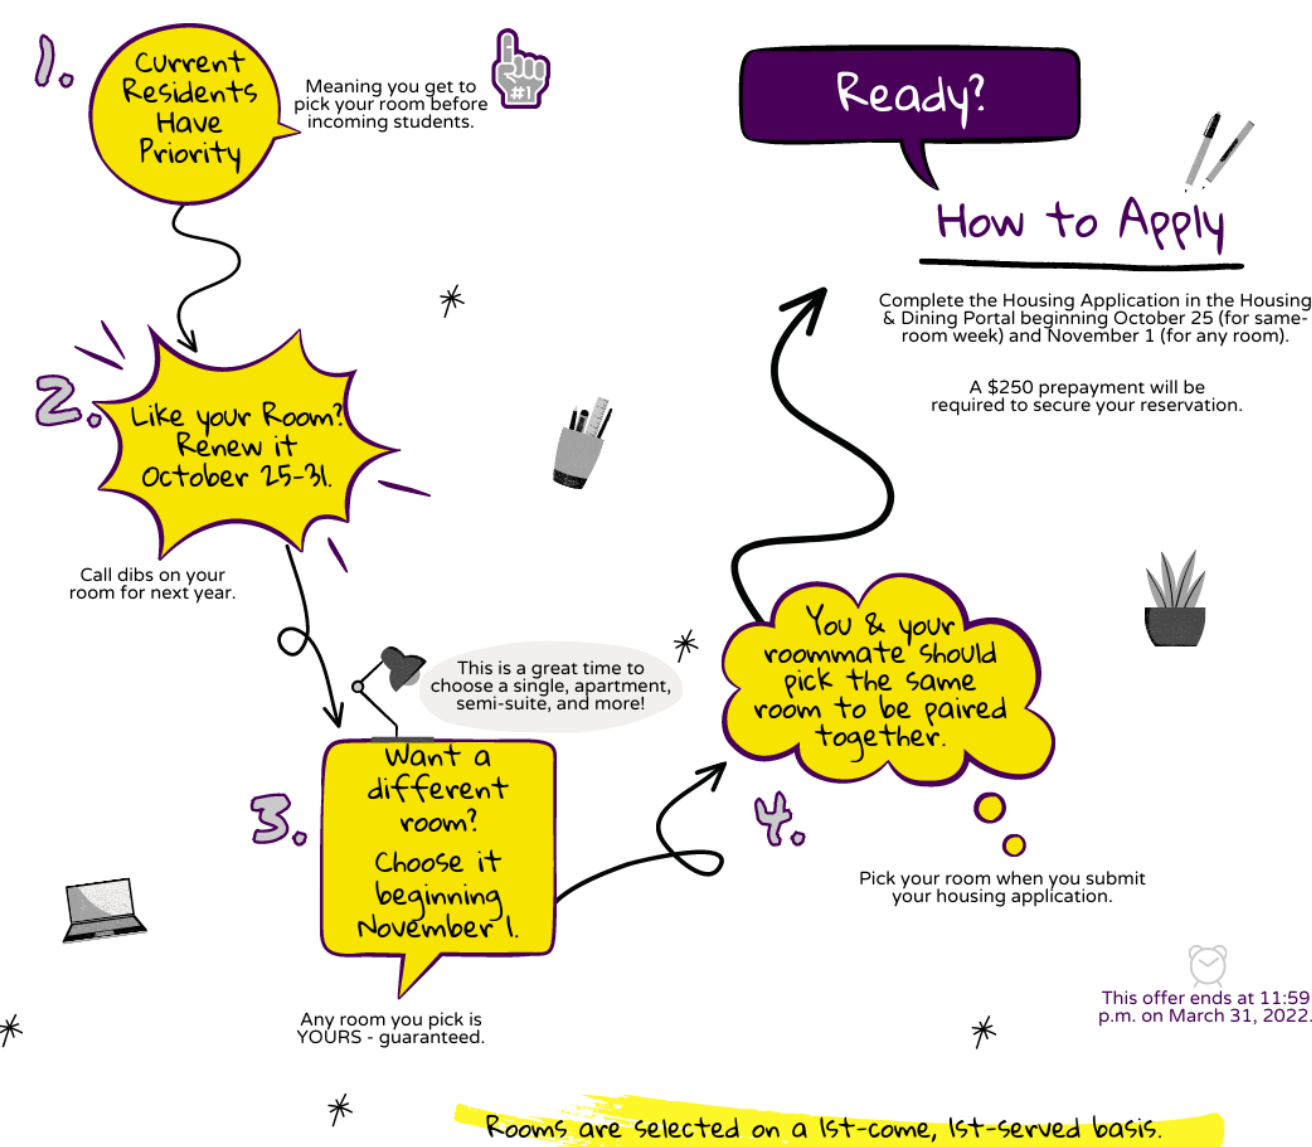 1.
Current
Residents
Have
Priority
Meaning you get to
pick your room before
incoming students.
#1
2.
Like your Room?
Renew it
October 25-31.
Call dibs on your
room for next year.
This is a great time to
choose a single, apartment,
semi-suite, and more!
3.
Want a
different
room?
Choose it
beginning
November 1.
Any room you pick is
YOURS - guaranteed.
4.
You & your
roommate should
pick the same
room to be paired
together.
Pick your room when you submit
your housing application.
Ready?
How to Apply
Complete the Housing Application in the Housing
& Dining Portal beginning October 25 (for same-
room week) and November 1 (for any room).
A $250 prepayment will be
required to secure your reservation.
This offer ends at 11:59
p.m. on March 31, 2022.
Rooms are selected on a 1st-come, 1st-served basis.